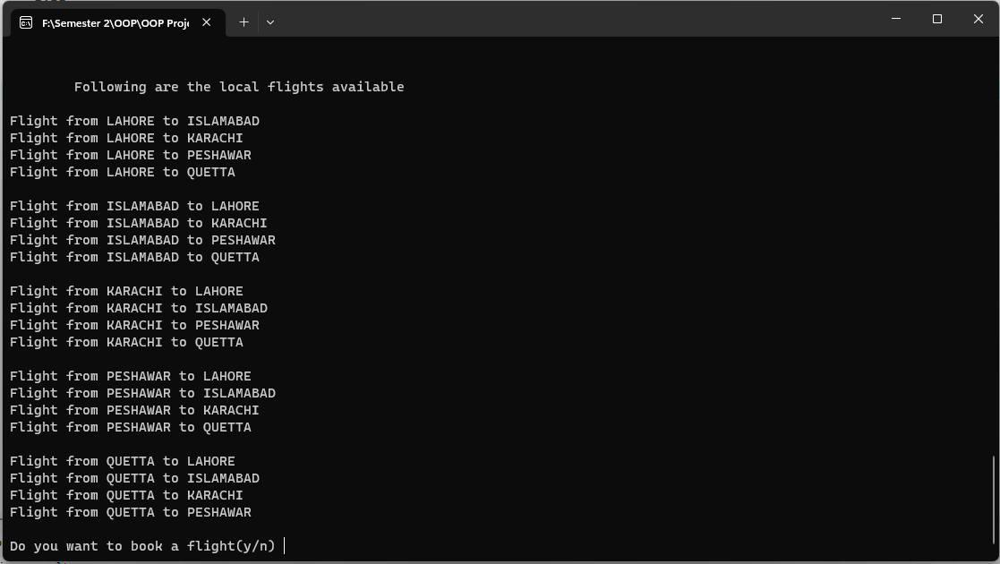 F:\Semester 2\OOP\OOP Proje
Following are the local flights available
Flight from LAHORE to ISLAMABAD
Flight from LAHORE to KARACHI
Flight from LAHORE to PESHAWAR
Flight from LAHORE to QUETTA
Flight from ISLAMABAD to LAHORE
Flight from ISLAMABAD to KARACHI
Flight from ISLAMABAD to PESHAWAR
Flight from ISLAMABAD to QUETTA
Flight from KARACHI to LAHORE
Flight from KARACHI to ISLAMABAD
Flight from KARACHI to PESHAWAR
Flight from KARACHI to QUETTA
Flight from PESHAWAR to LAHORE
Flight from PESHAWAR to ISLAMABAD
Flight from PESHAWAR to KARACHI
Flight from PESHAWAR to QUETTA
Flight from QUETTA to LAHORE
Flight from QUETTA to ISLAMABAD
Flight from QUETTA to KARACHI
Flight from QUETTA to PESHAWAR
Do you want to book a flight(y/n)